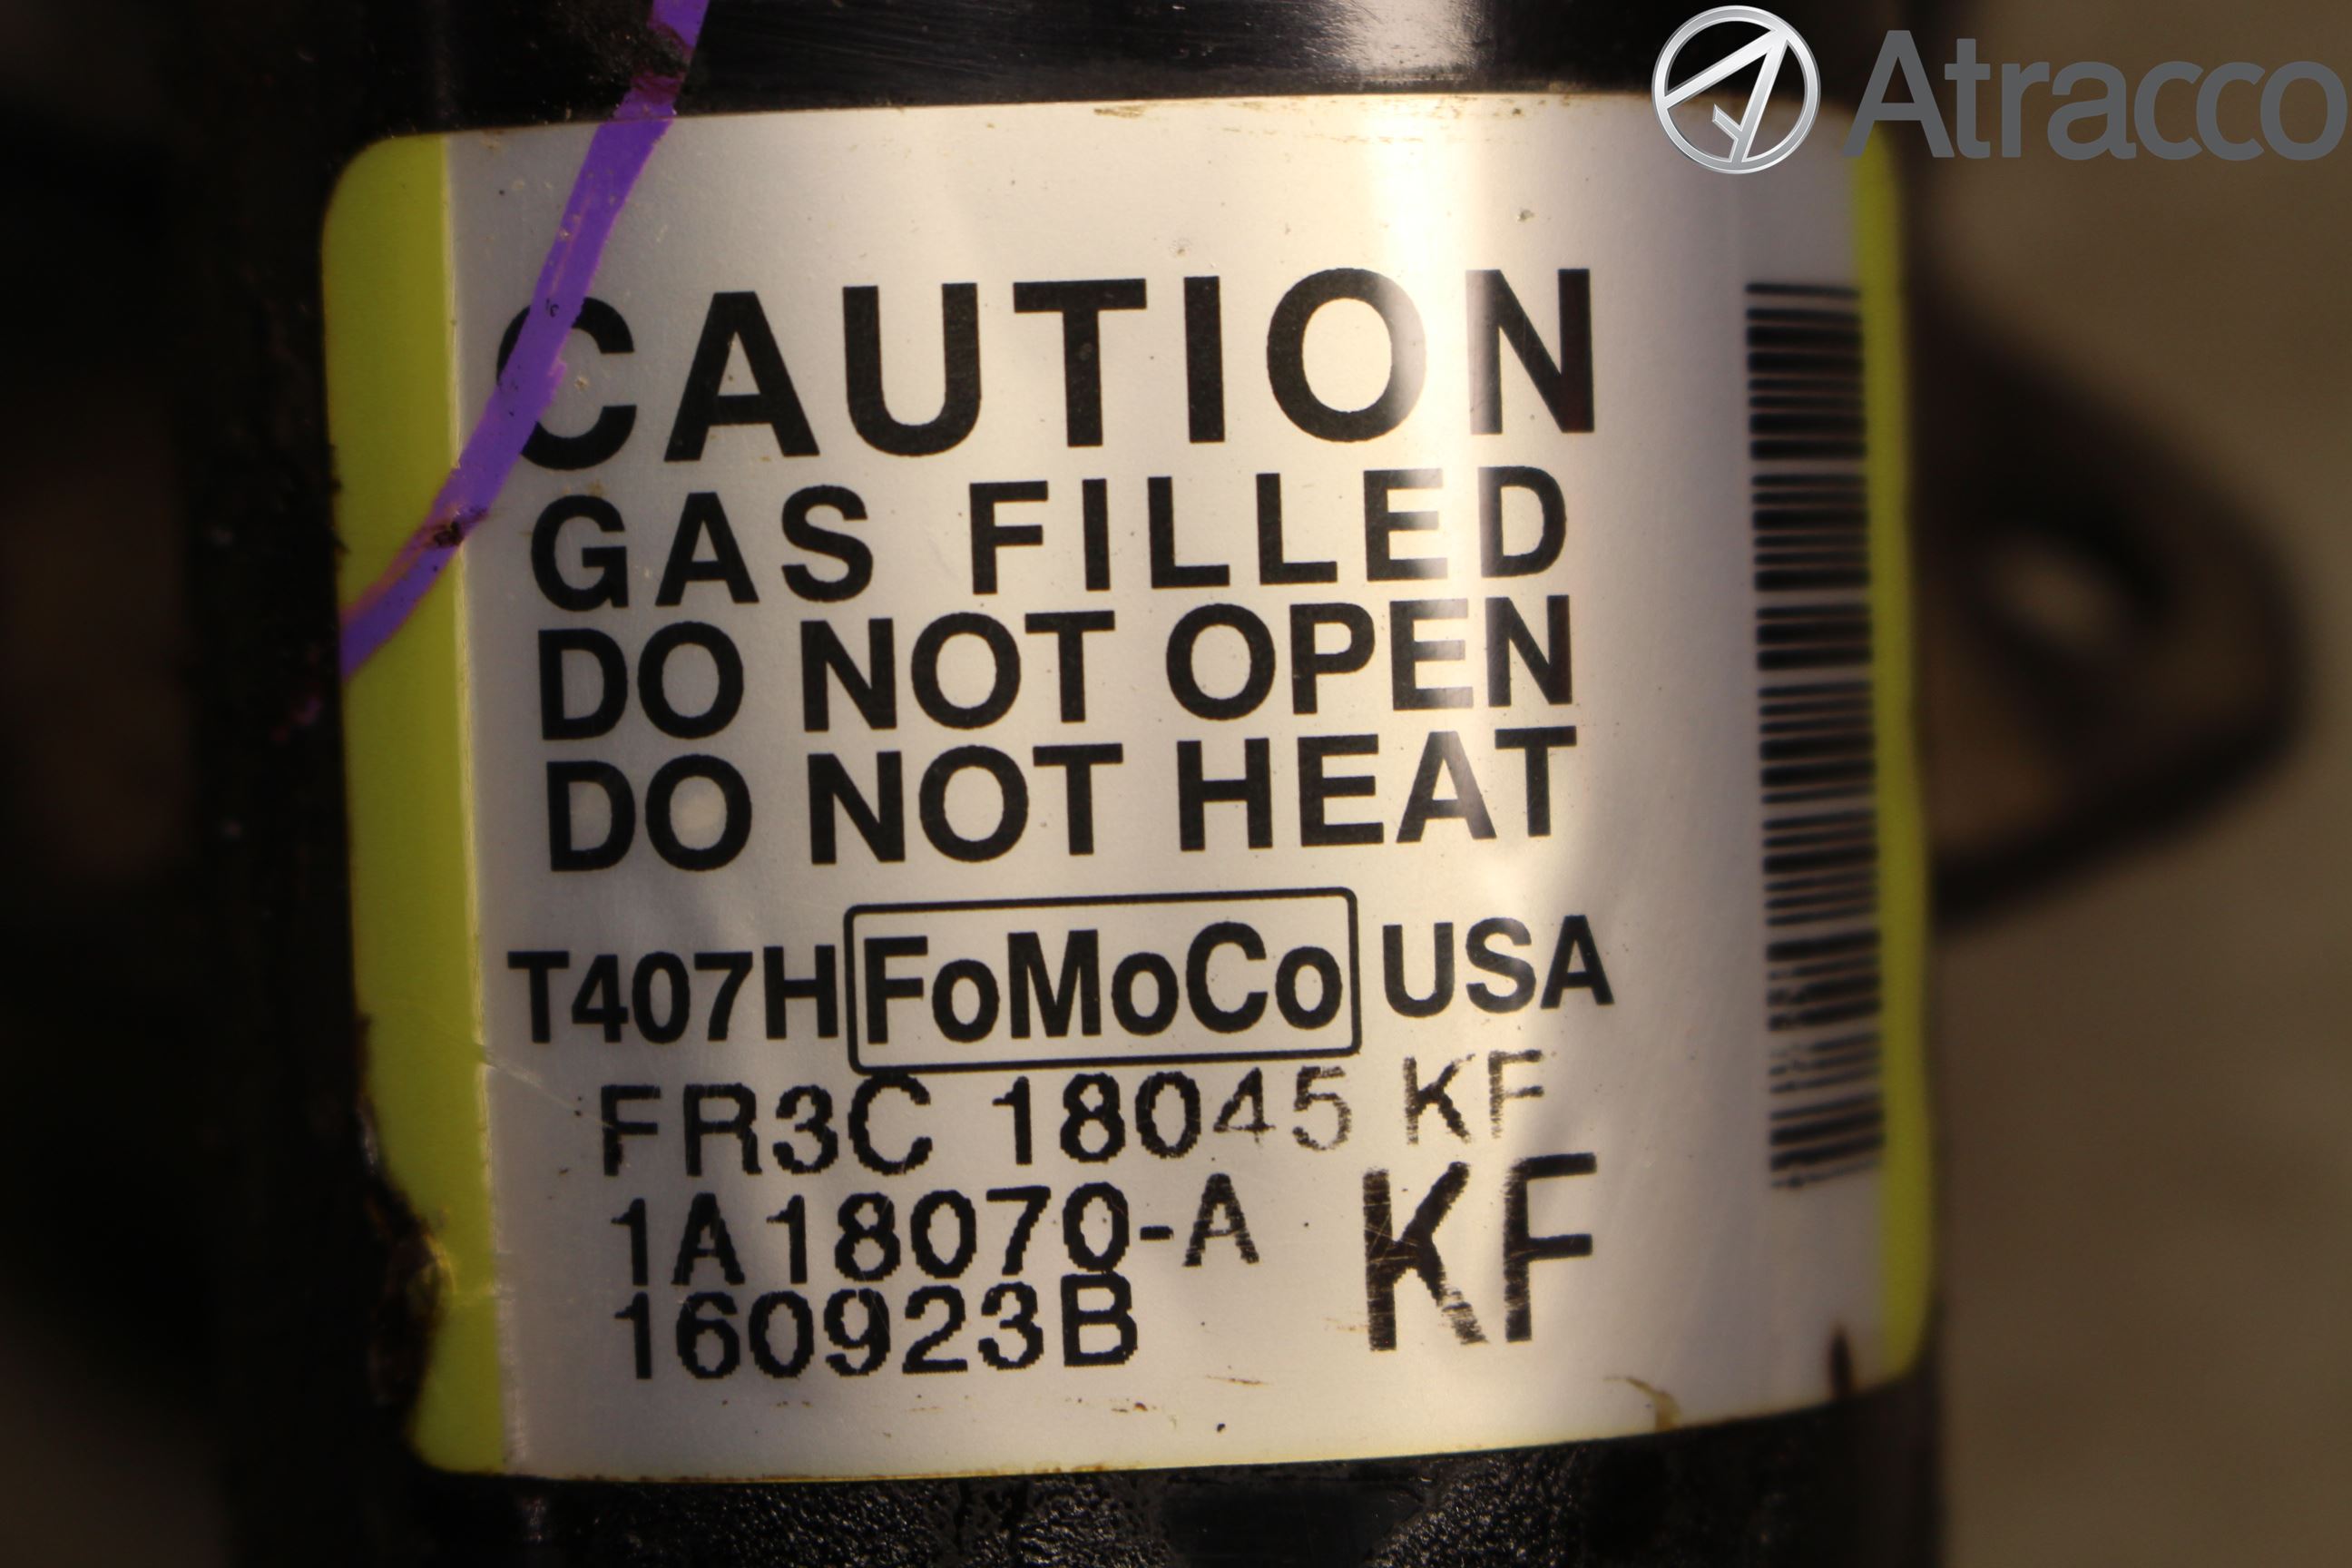 Atracco
CAUTION
GAS FILLED
DO NOT OPEN
DO NOT HEAT
T407H FoMoCo USA
FR3C 18045 KF
1A18070-A KF
160923B